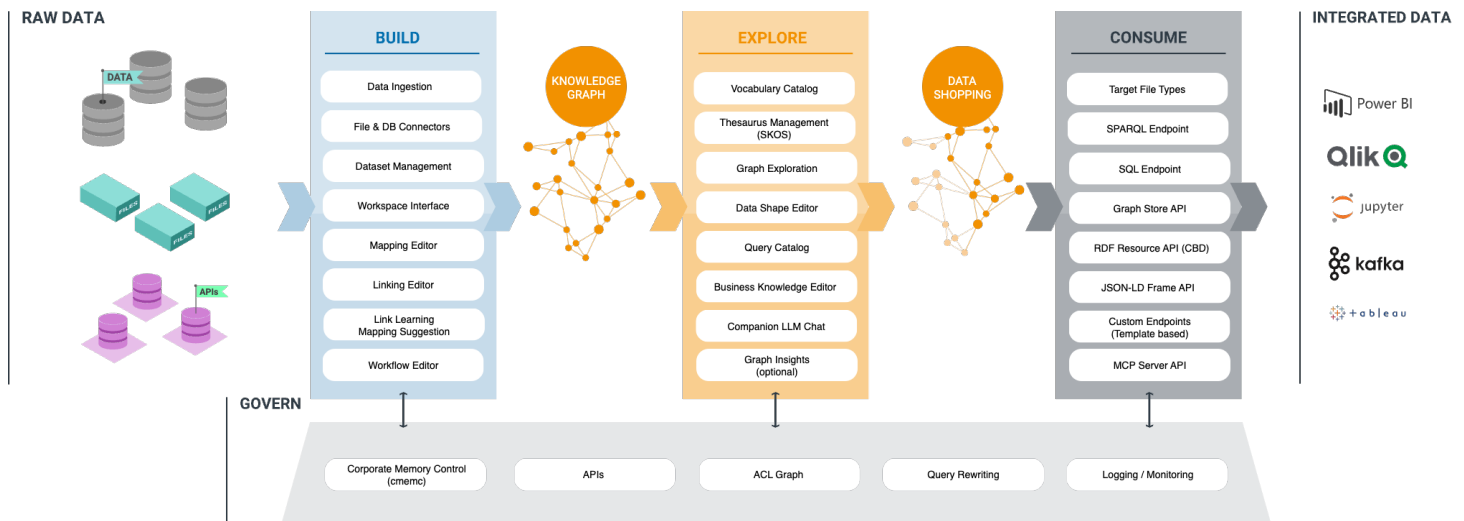 RAW DATA
DATA
FILES
FILES
FILES
APIs
BUILD
Data Ingestion
File & DB Connectors
Dataset Management
Workspace Interface
Mapping Editor
Linking Editor
Link Learning
Mapping Suggestion
Workflow Editor
KNOWLEDGE
GRAPH
EXPLORE
Vocabulary Catalog
Thesaurus Management
(SKOS)
Graph Exploration
Data Shape Editor
Query Catalog
Business Knowledge Editor
Companion LLM Chat
Graph Insights
(optional)
DATA
SHOPPING
CONSUME
Target File Types
SPARQL Endpoint
SQL Endpoint
Graph Store API
RDF Resource API (CBD)
JSON-LD Frame API
Custom Endpoints
(Template based)
MCP Server API
INTEGRATED DATA
Power BI
Qlik
jupyter
kafka
+ableau
GOVERN
Corporate Memory Control
(cmemc)
APIs
ACL Graph
Query Rewriting
Logging / Monitoring